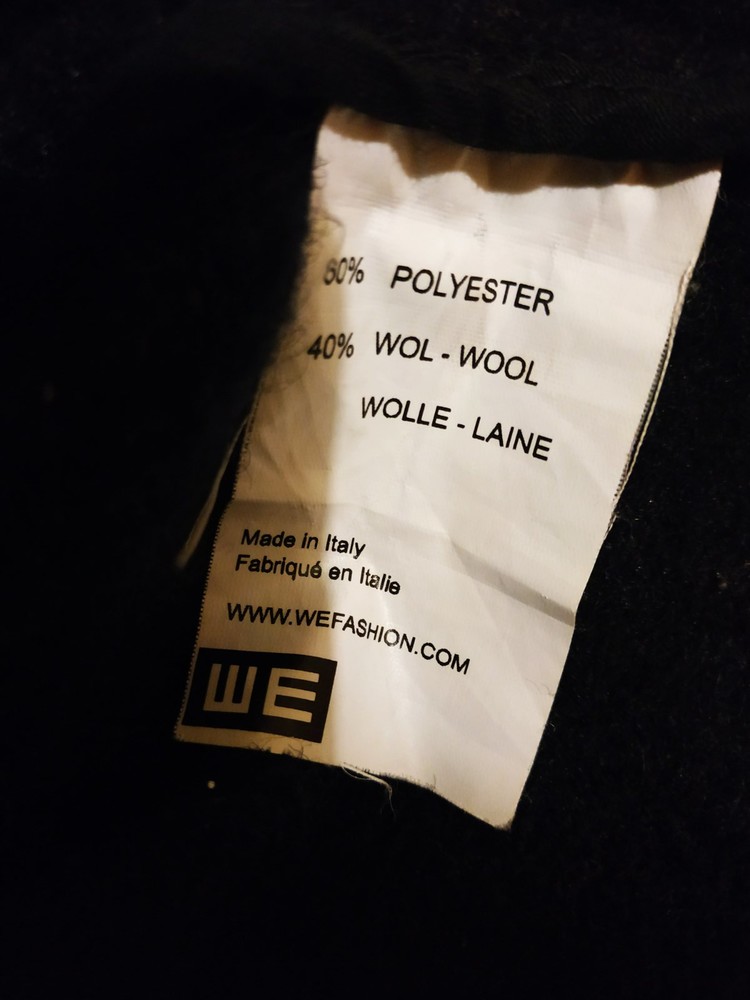 60% POLYESTER
40% WOL - WOOL
WOLLE - LAINE
Made in Italy
Fabriqué en Italie
WWW.WEFASHION.COM
WE